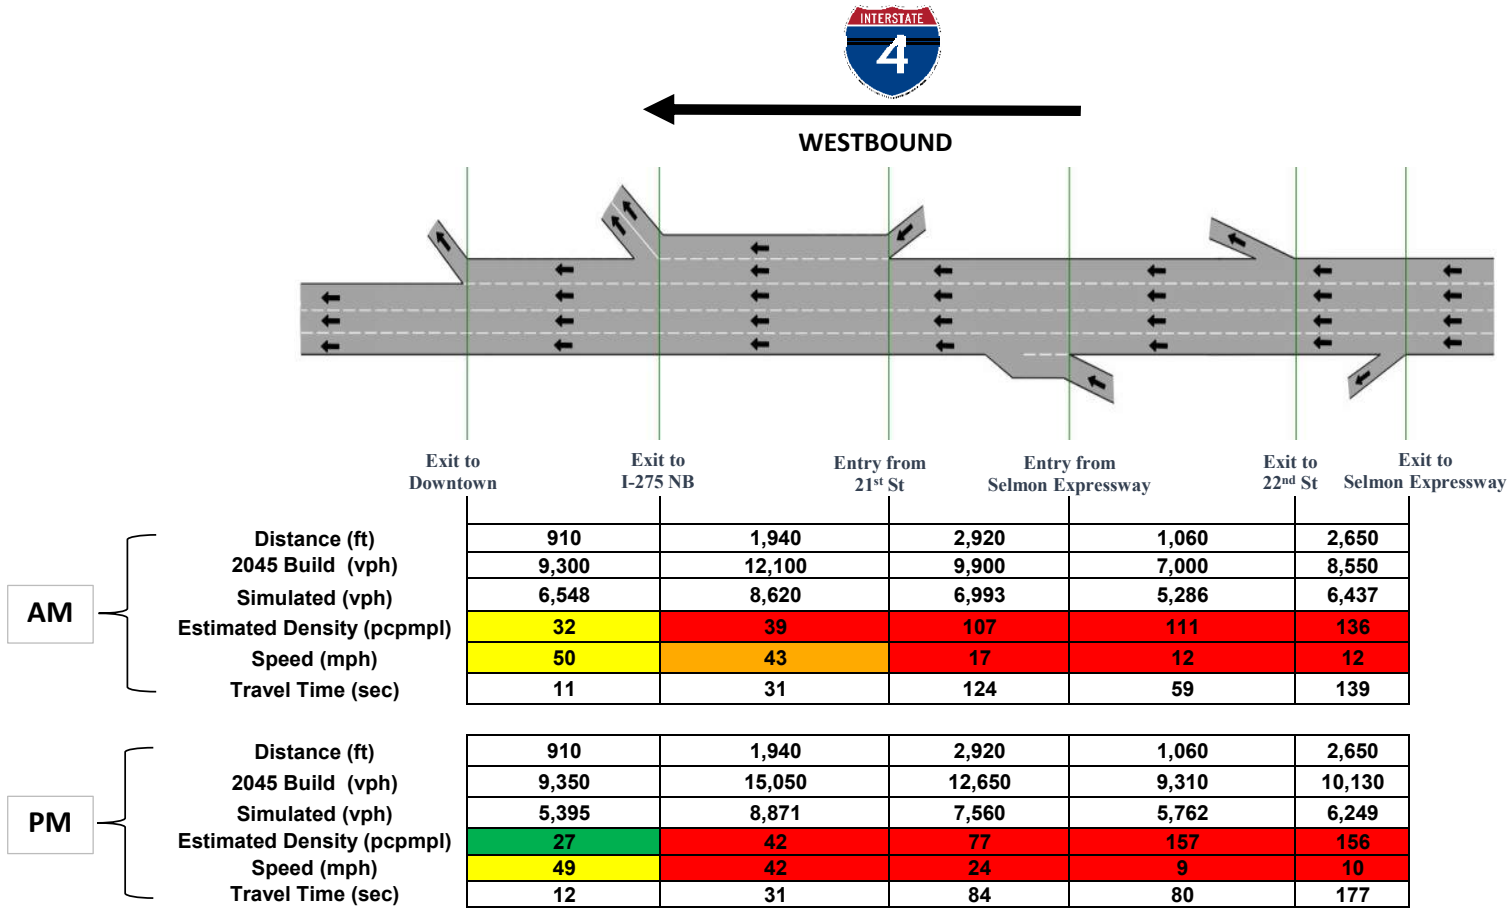 INTERSTATE
4
WESTBOUND
Exit to
Downtown
Exit to
I-275 NB
Entry from
21st St
Entry from
Selmon Expressway
Exit to
22nd St
Exit to
Selmon Expressway
AM
Distance (ft) 910 1,940 2,920 1,060 2,650
2045 Build (vph) 9,300 12,100 9,900 7,000 8,550
Simulated (vph) 6,548 8,620 6,993 5,286 6,437
Estimated Density (pcpmpl) 32 39 107 111 136
Speed (mph) 50 43 17 12 12
Travel Time (sec) 11 31 124 59 139
PM
Distance (ft) 910 1,940 2,920 1,060 2,650
2045 Build (vph) 9,350 15,050 12,650 9,310 10,130
Simulated (vph) 5,395 8,871 7,560 5,762 6,249
Estimated Density (pcpmpl) 27 42 77 157 156
Speed (mph) 49 42 24 9 10
Travel Time (sec) 12 31 84 80 177